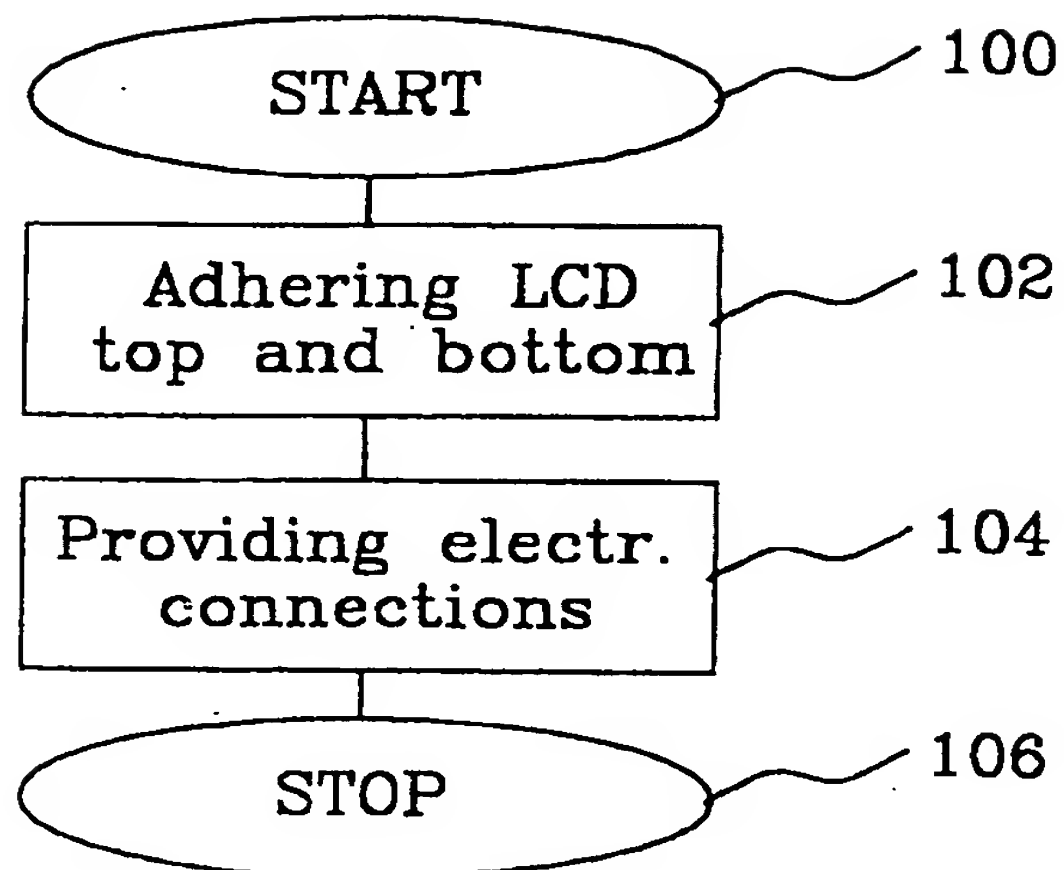 START
100
Adhering LCD
top and bottom
102
Providing electr.
connections
104
STOP
106